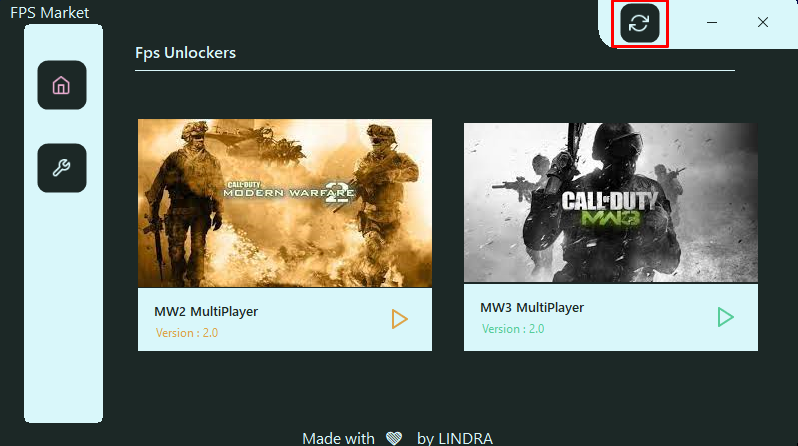 FPS Market
Fps Unlockers
CALL OF DUTY
MODERN WARFARE 2
CALL OF DUTY
MW3
MW2 MultiPlayer
Version : 2.0
MW3 MultiPlayer
Version : 2.0
Made with by LINDRA